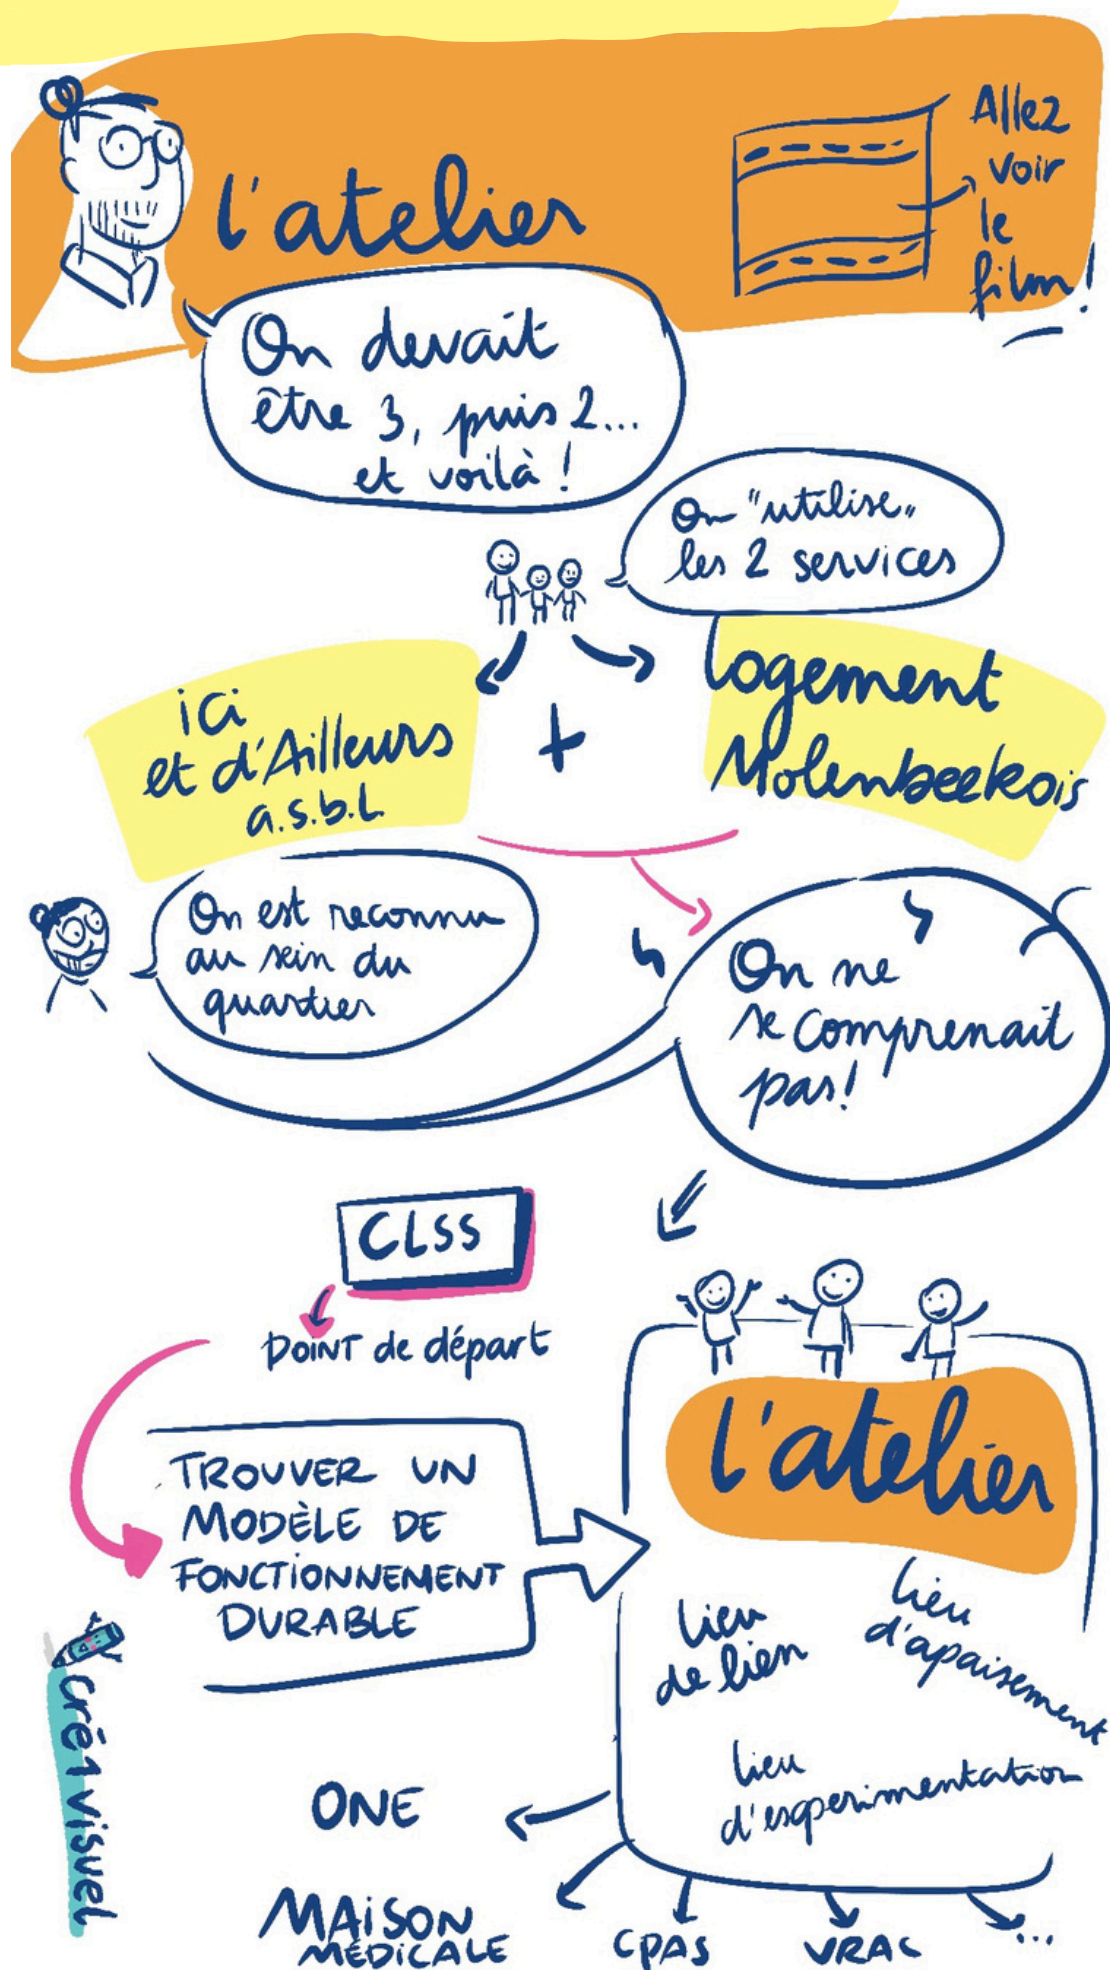 l'atelier
Allez
voir
le
film!
On devait
être 3, puis 2...
et voilà !
On "utilise"
les 2 services
ici
et d'Ailleurs
a.s.b.l
+
Logement
Molenbeekois
On est reconnu
au sein du
quartier
On ne
se comprenait
pas!
CLSS
POINT de départ
TROUVER UN
MODÈLE DE
FONCTIONNEMENT
DURABLE
l'atelier
lieu
de lien
lieu
d'apaisement
lieu
d'experimentation
ONE
MAISON
MÉDICALE
CPAS
VRAC
...
cré1visuel